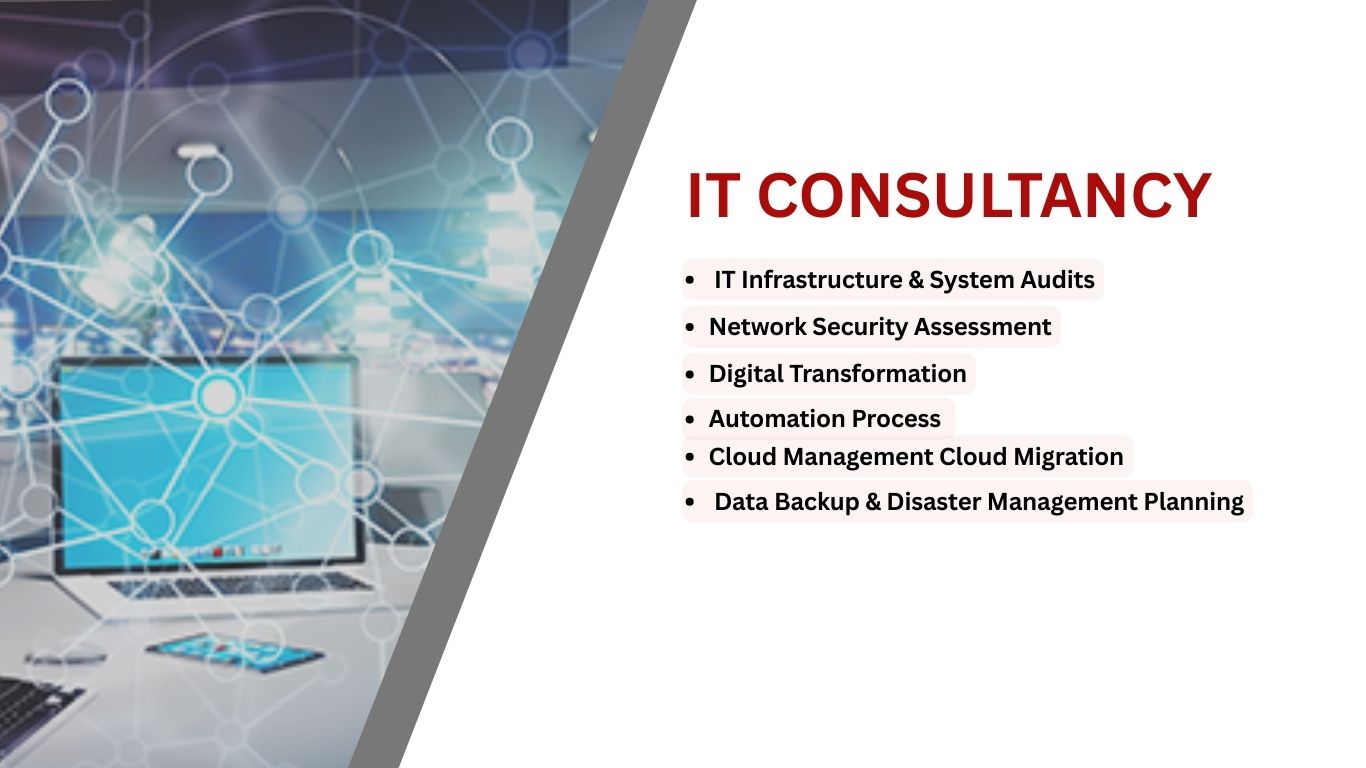 IT CONSULTANCY
• IT Infrastructure & System Audits
• Network Security Assessment
• Digital Transformation
• Automation Process
• Cloud Management Cloud Migration
• Data Backup & Disaster Management Planning